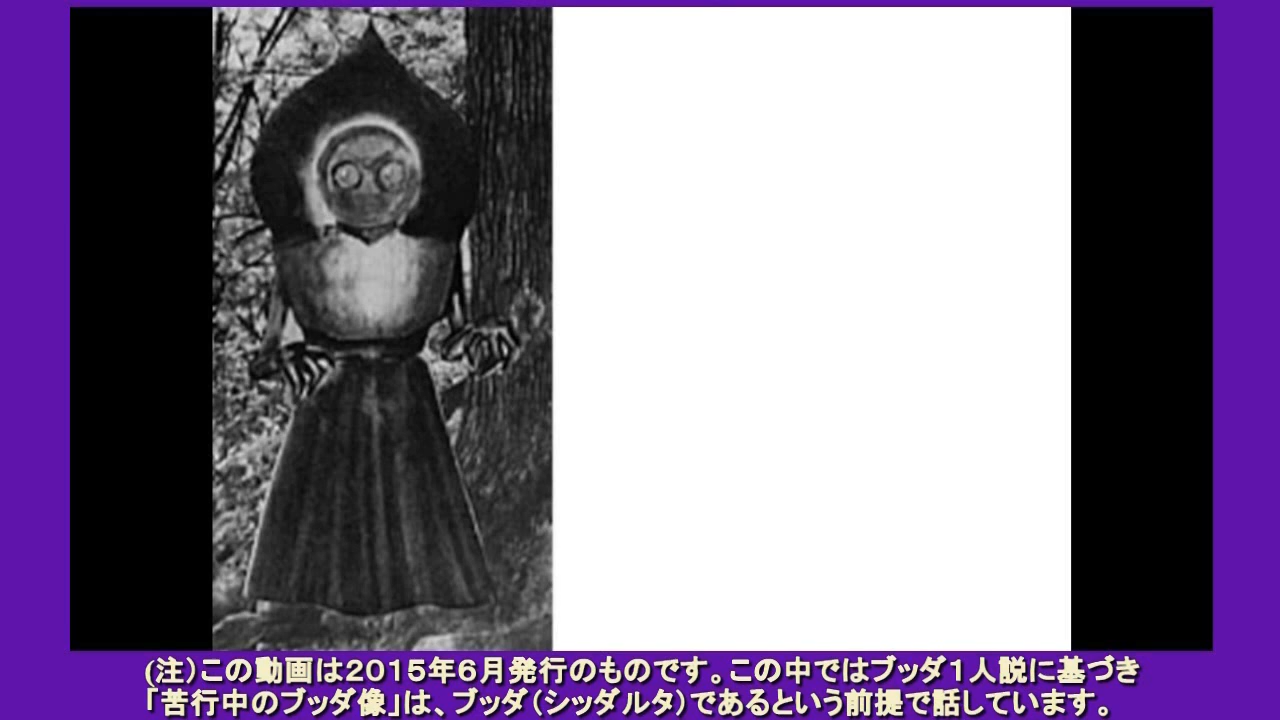 (注)この動画は2015年6月発行のものです。この中ではブッダ1人説に基づき
「苦行中のブッダ像」は、ブッダ(シッダルタ)であるという前提で話しています。